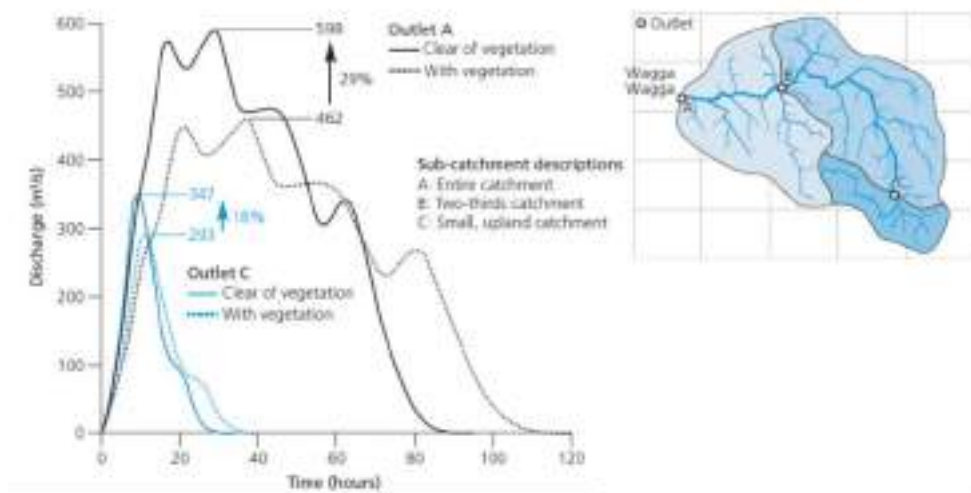 600
500
400
300
200
100
0
Discharge (m³/s)
0
20
40
60
80
100
120
Time (hours)
598
29%
462
347
18%
293
Outlet A
Clear of vegetation
With vegetation
Outlet C
Clear of vegetation
With vegetation
Sub-catchment descriptions
A: Entire catchment
B: Two-thirds catchment
C: Small, upland catchment
Outlet
Wagga
Wagga
A
B
C